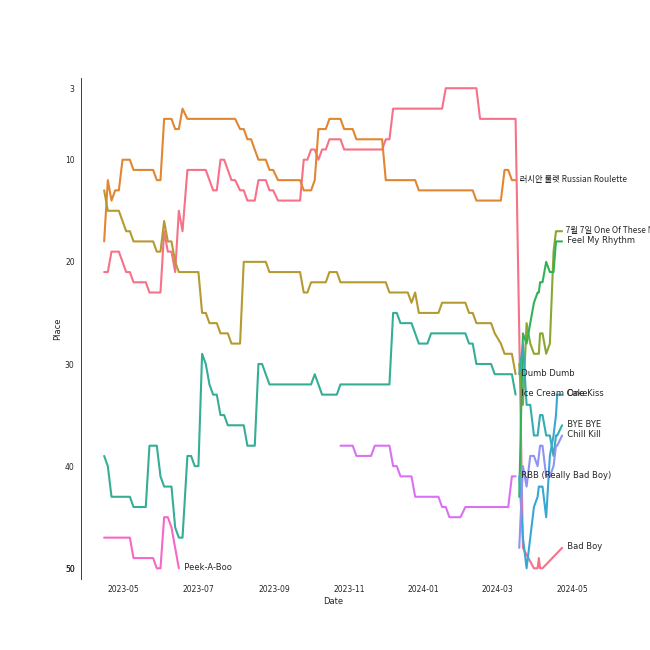 3
10
러시안 룰렛 Russian Roulette
7월 7일 One Of These N
Feel My Rhythm
20
Place
30
Dumb Dumb
Ice Cream Cake
One Kiss
BYE BYE
Chill Kill
40
RBB (Really Bad Boy)
Bad Boy
50
Peek-A-Boo
2023-05
2023-07
2023-09
2023-11
2024-01
2024-03
2024-05
Date